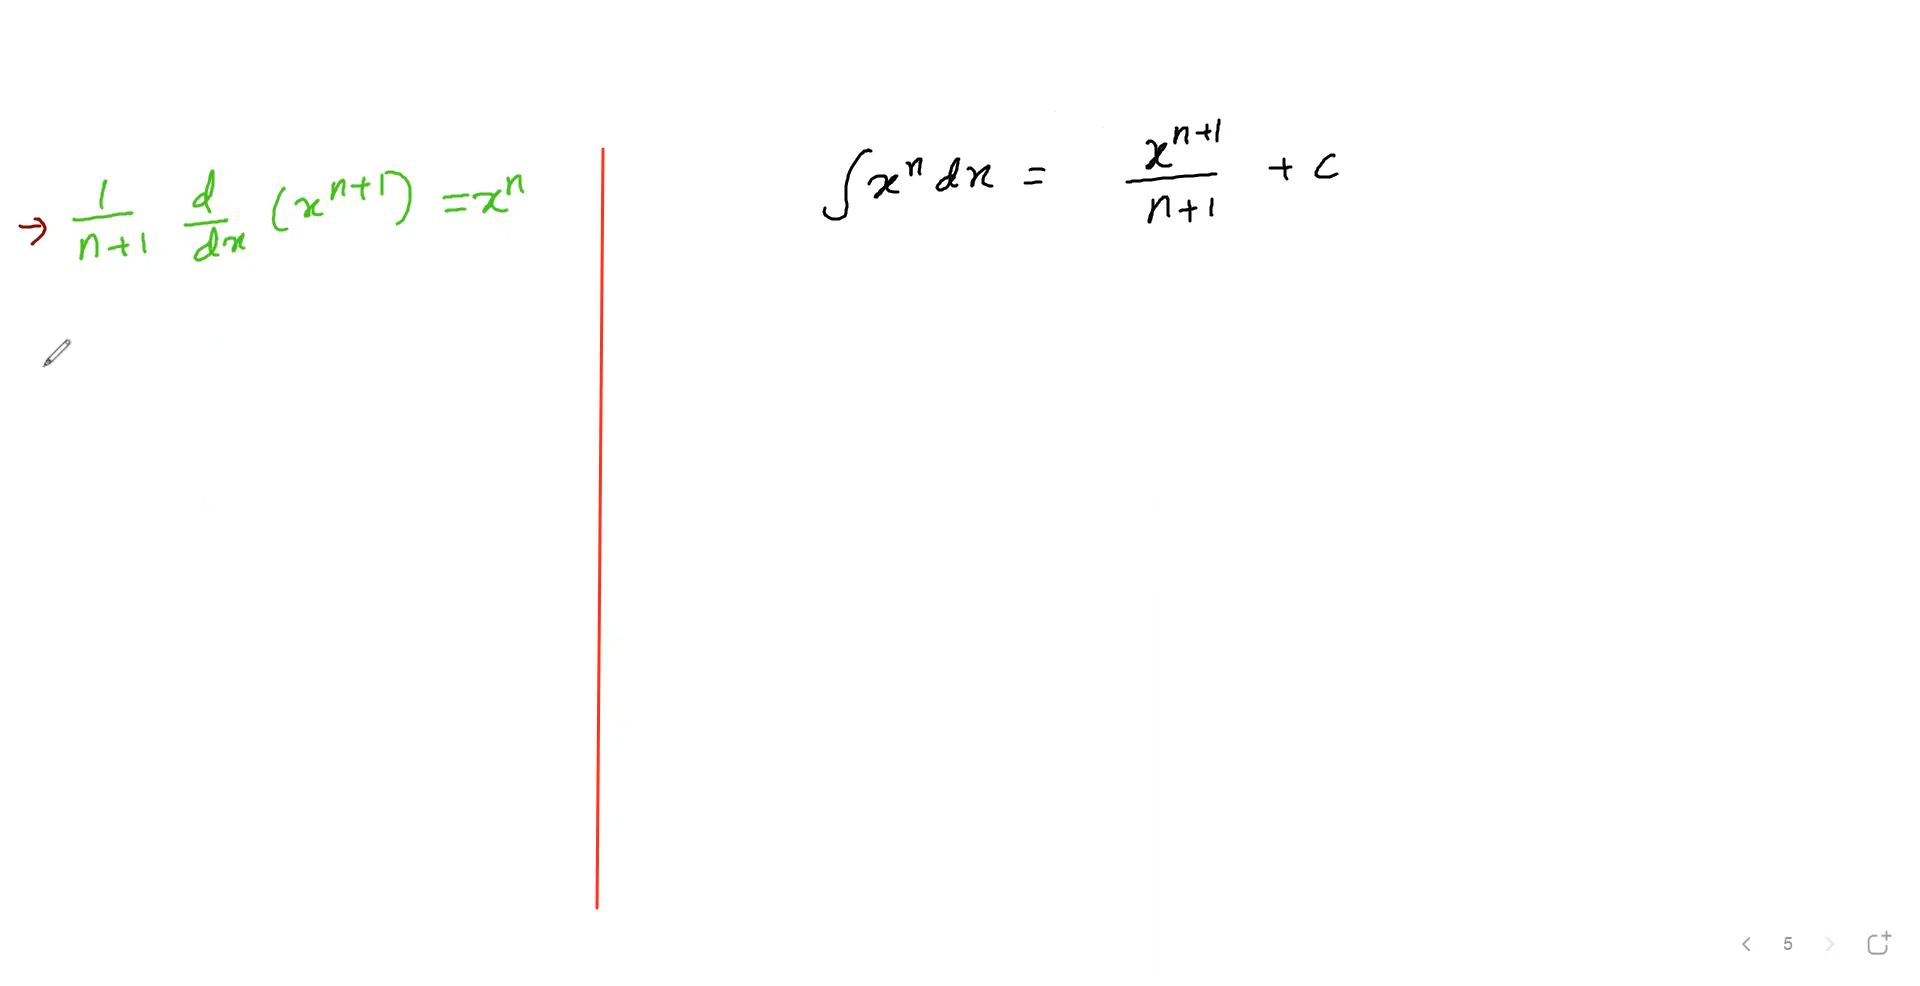 → 1/(n+1) d/dx (x^(n+1)) = x^n
∫ x^n dx = x^(n+1)/(n+1) + c
< 5 >